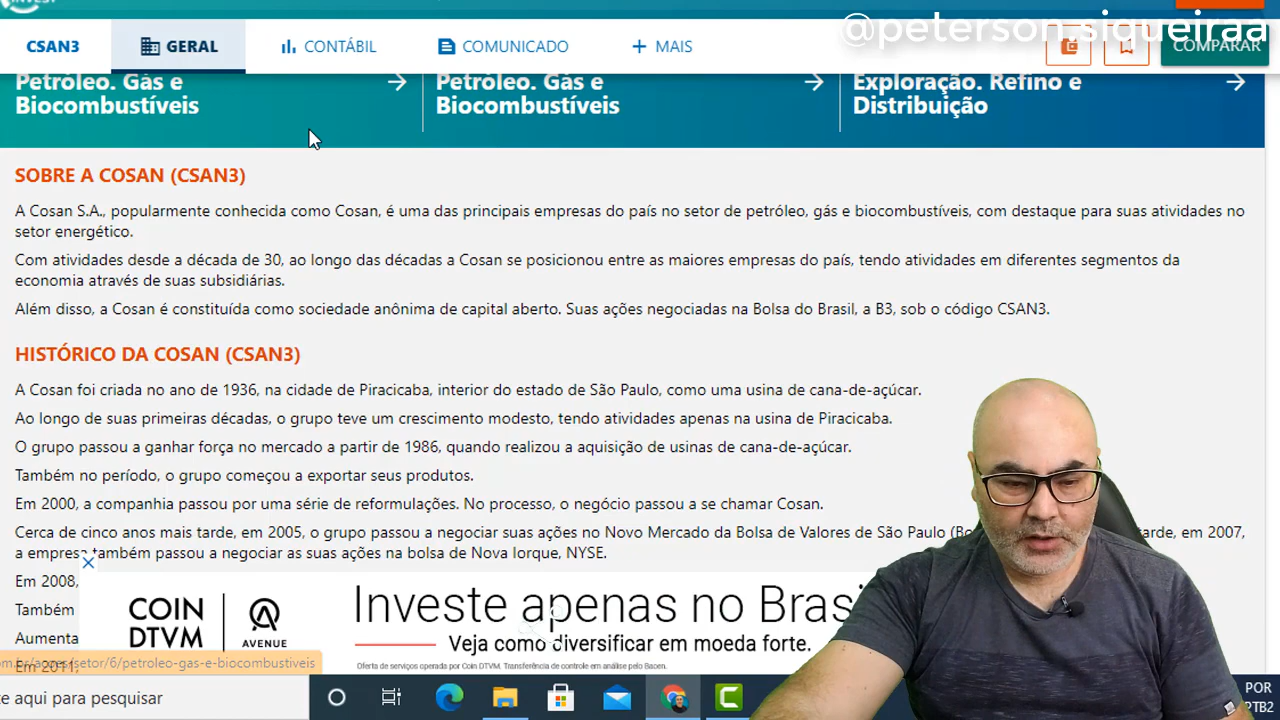 INVEST
@peterson.siqueiraa
CSAN3 GERAL CONTÁBIL COMUNICADO MAIS COMPARAR
Petróleo. Gás e
Biocombustíveis
Petróleo. Gás e
Biocombustíveis
Exploração. Refino e
Distribuição
SOBRE A COSAN (CSAN3)
A Cosan S.A., popularmente conhecida como Cosan, é uma das principais empresas do país no setor de petróleo, gás e biocombustíveis, com destaque para suas atividades no
setor energético.
Com atividades desde a década de 30, ao longo das décadas a Cosan se posicionou entre as maiores empresas do país, tendo atividades em diferentes segmentos da
economia através de suas subsidiárias.
Além disso, a Cosan é constituída como sociedade anônima de capital aberto. Suas ações negociadas na Bolsa do Brasil, a B3, sob o código CSAN3.
HISTÓRICO DA COSAN (CSAN3)
A Cosan foi criada no ano de 1936, na cidade de Piracicaba, interior do estado de São Paulo, como uma usina de cana-de-açúcar.
Ao longo de suas primeiras décadas, o grupo teve um crescimento modesto, tendo atividades apenas na usina de Piracicaba.
O grupo passou a ganhar força no mercado a partir de 1986, quando realizou a aquisição de usinas de cana-de-açúcar.
Também no período, o grupo começou a exportar seus produtos.
Em 2000, a companhia passou por uma série de reformulações. No processo, o negócio passou a se chamar Cosan.
Cerca de cinco anos mais tarde, em 2005, o grupo passou a negociar suas ações no Novo Mercado da Bolsa de Valores de São Paulo tarde, em 2007,
a empresa também passou a negociar as suas ações na bolsa de Nova Iorque, NYSE.
Em 2008,
Também
Aumenta
Em 2011,
COIN
DTVM
AVENUE
Investe apenas no Brasi
Veja como diversificar em moeda forte.
Oferta de serviços operada por Coin DTVM. Transferência de controle em análise pelo Bacen.
om.br/acoes/setor/6/petroleo-gas-e-biocombustiveis
te aqui para pesquisar
POR
PTB2